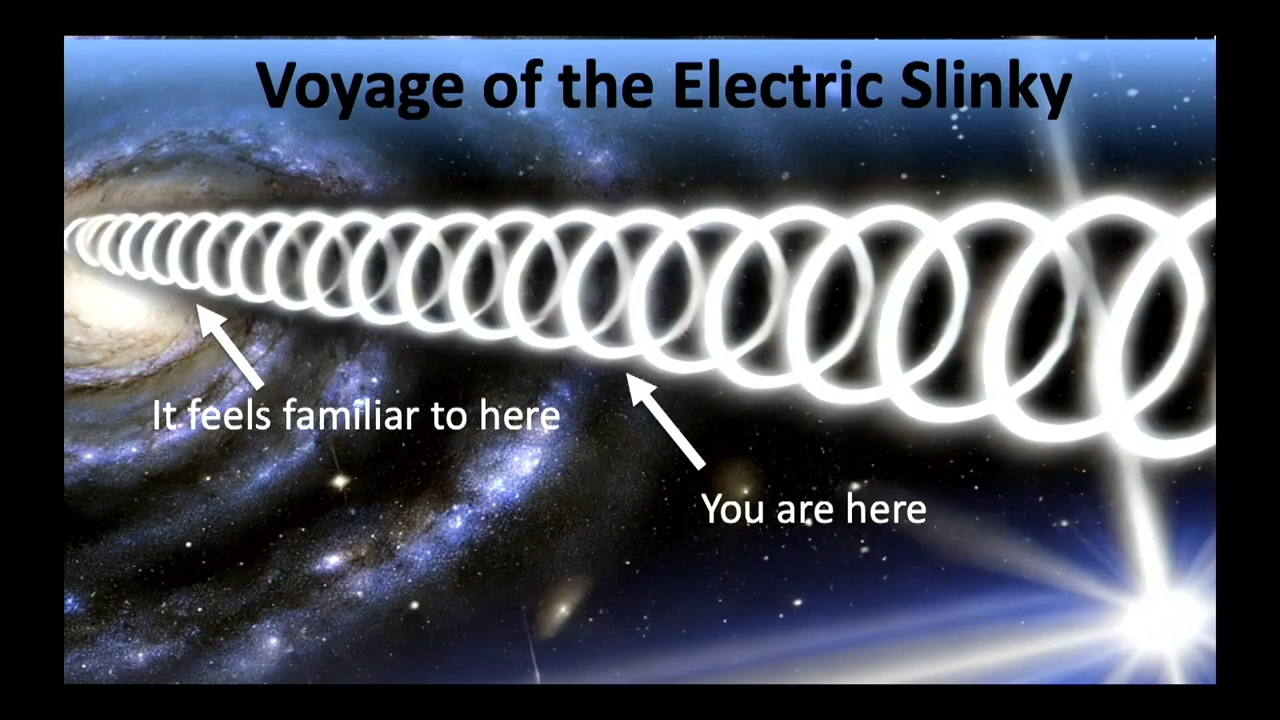 Voyage of the Electric Slinky
It feels familiar to here
You are here